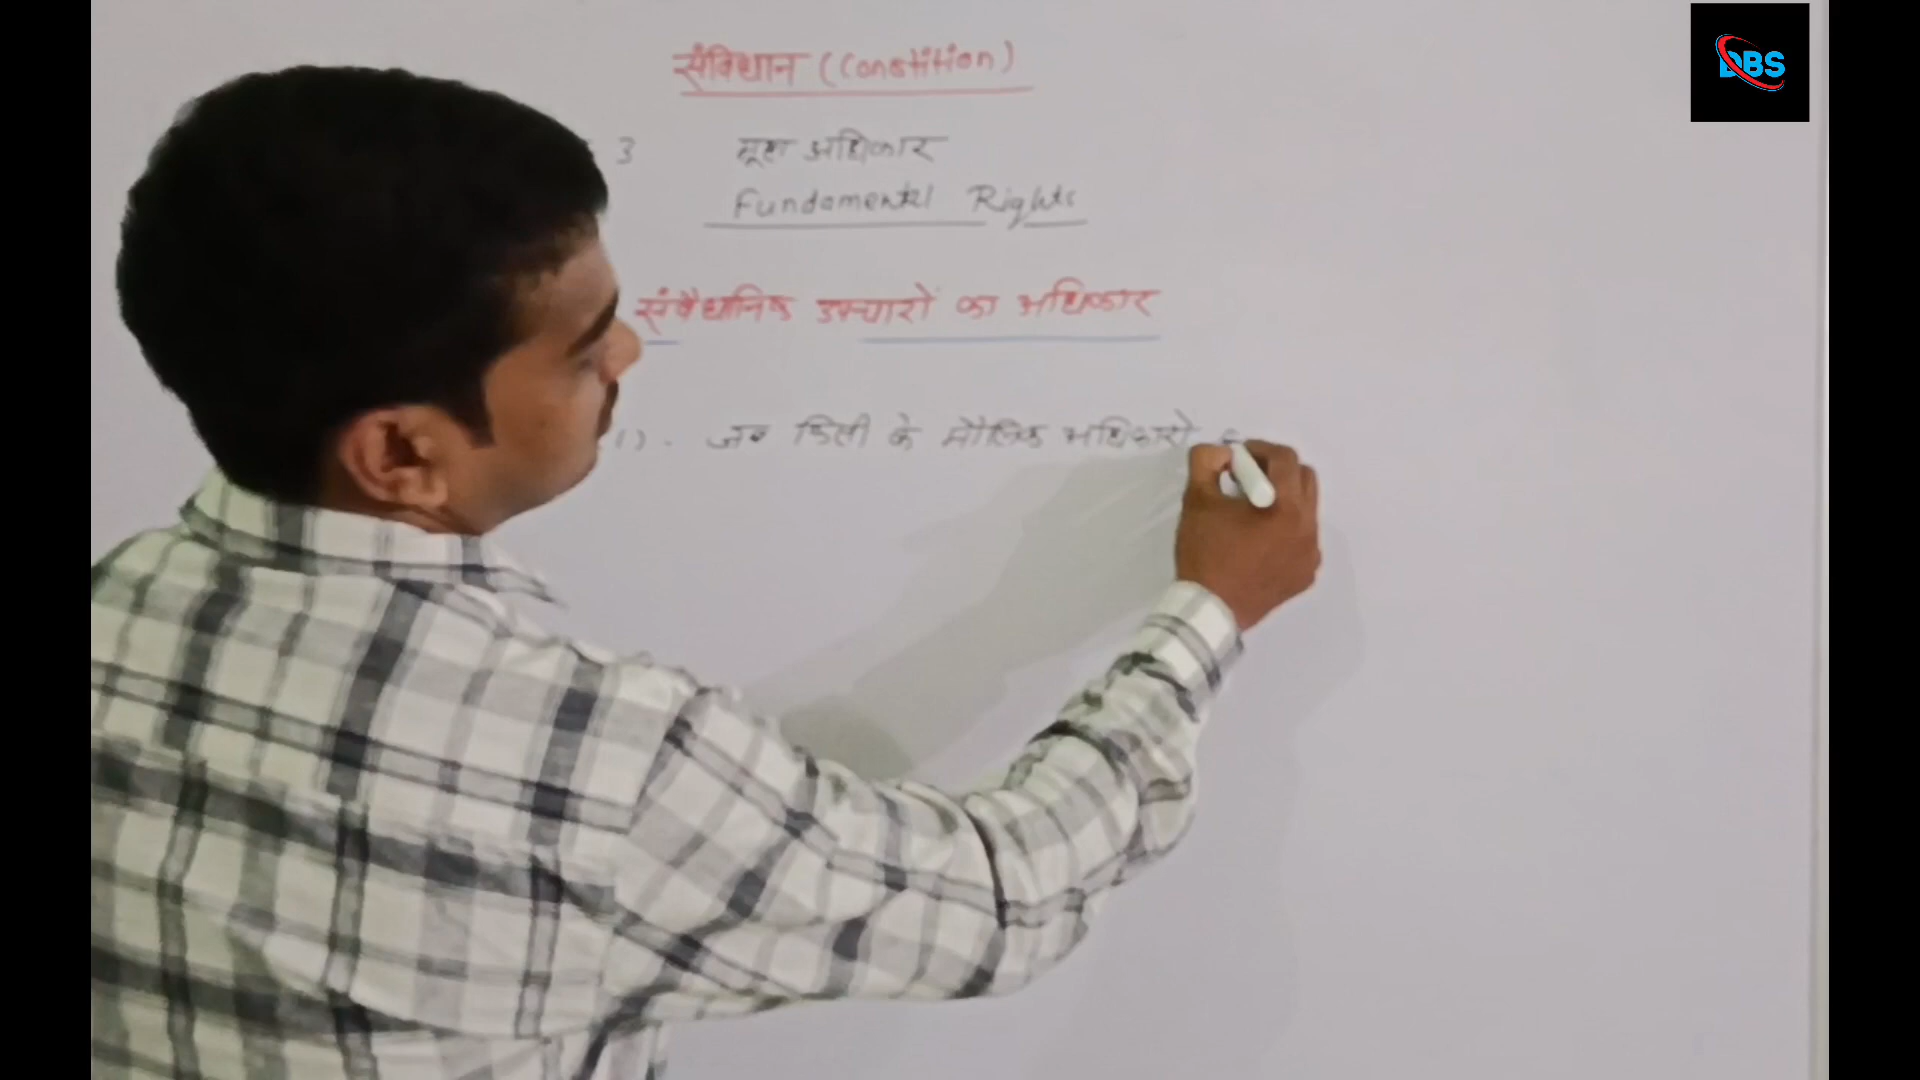 DBS
संविधान (Constition)
3 मूल अधिकार
Fundamental Rights
संवैधानिक उपचारों का अधिकार
1). जब किसी के मौलिक अधिकारो